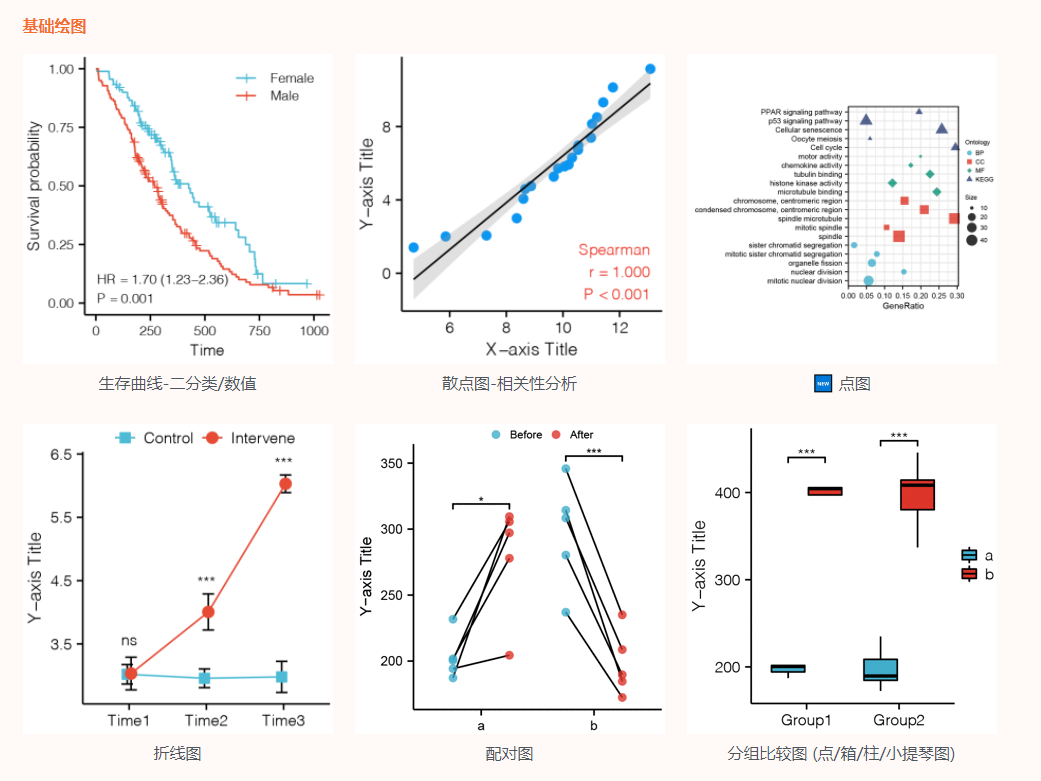 基础绘图
1.00
0.75
0.50
0.25
0.00
Survival probability
Female
Male
HR = 1.70 (1.23–2.36)
P = 0.001
0 250 500 750 1000
Time
生存曲线-二分类/数值
8
4
0
Y-axis Title
Spearman
r = 1.000
P < 0.001
6 8 10 12
X-axis Title
散点图-相关性分析
PPAR signaling pathway
p53 signaling pathway
Cellular senescence
Oocyte meiosis
Cell cycle
motor activity
chemokine activity
tubulin binding
histone kinase activity
microtubule binding
chromosome, centromeric region
condensed chromosome, centromeric region
spindle microtubule
mitotic spindle
spindle
sister chromatid segregation
mitotic sister chromatid segregation
organelle fission
nuclear division
mitotic nuclear division
0.00 0.05 0.10 0.15 0.20 0.25 0.30
GeneRatio
Ontology
BP
CC
MF
KEGG
Size
10
20
30
40
NEW 点图
Control Intervene
6.5
5.5
4.5
3.5
Y-axis Title
ns
***
***
Time1 Time2 Time3
折线图
Before After
350
300
250
200
Y-axis Title
*
***
a b
配对图
400
300
200
Y-axis Title
***
***
a
b
Group1 Group2
分组比较图 (点/箱/柱/小提琴图)